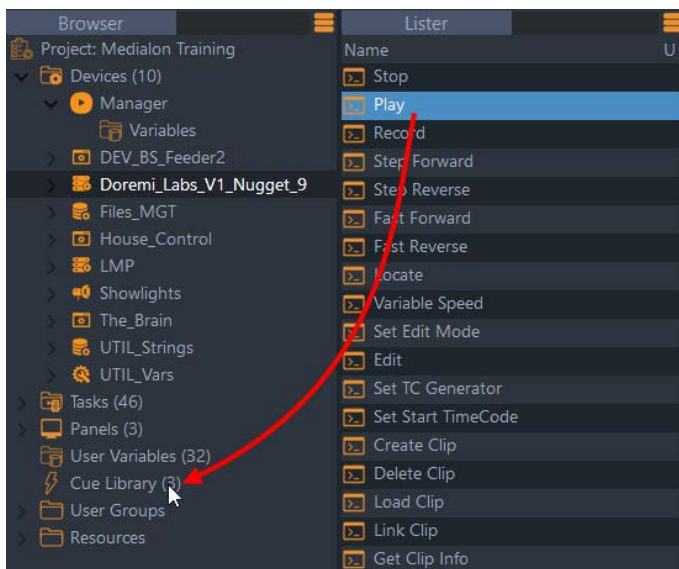 Browser
Project: Medialon Training
Devices (10)
Manager
Variables
DEV_BS_Feeder2
Doremi_Labs_V1_Nugget_9
Files_MGT
House_Control
LMP
Showlights
The_Brain
UTIL_Strings
UTIL_Vars
Tasks (46)
Panels (3)
User Variables (32)
Cue Library (3)
User Groups
Resources
Lister
Name U
Stop
Play
Record
Step Forward
Step Reverse
Fast Forward
Fast Reverse
Locate
Variable Speed
Set Edit Mode
Edit
Set TC Generator
Set Start TimeCode
Create Clip
Delete Clip
Load Clip
Link Clip
Get Clip Info